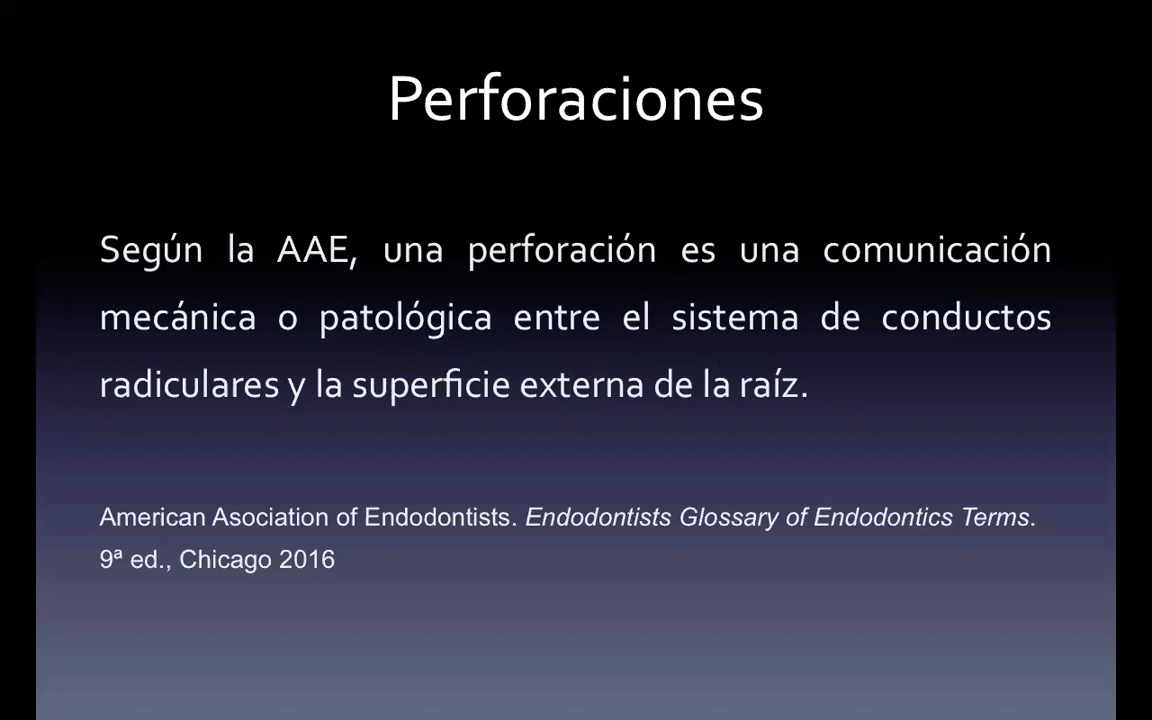 Perforaciones
Según la AAE, una perforación es una comunicación
mecánica o patológica entre el sistema de conductos
radiculares y la superficie externa de la raíz.
American Asociation of Endodontists. Endodontists Glossary of Endodontics Terms.
9ª ed., Chicago 2016